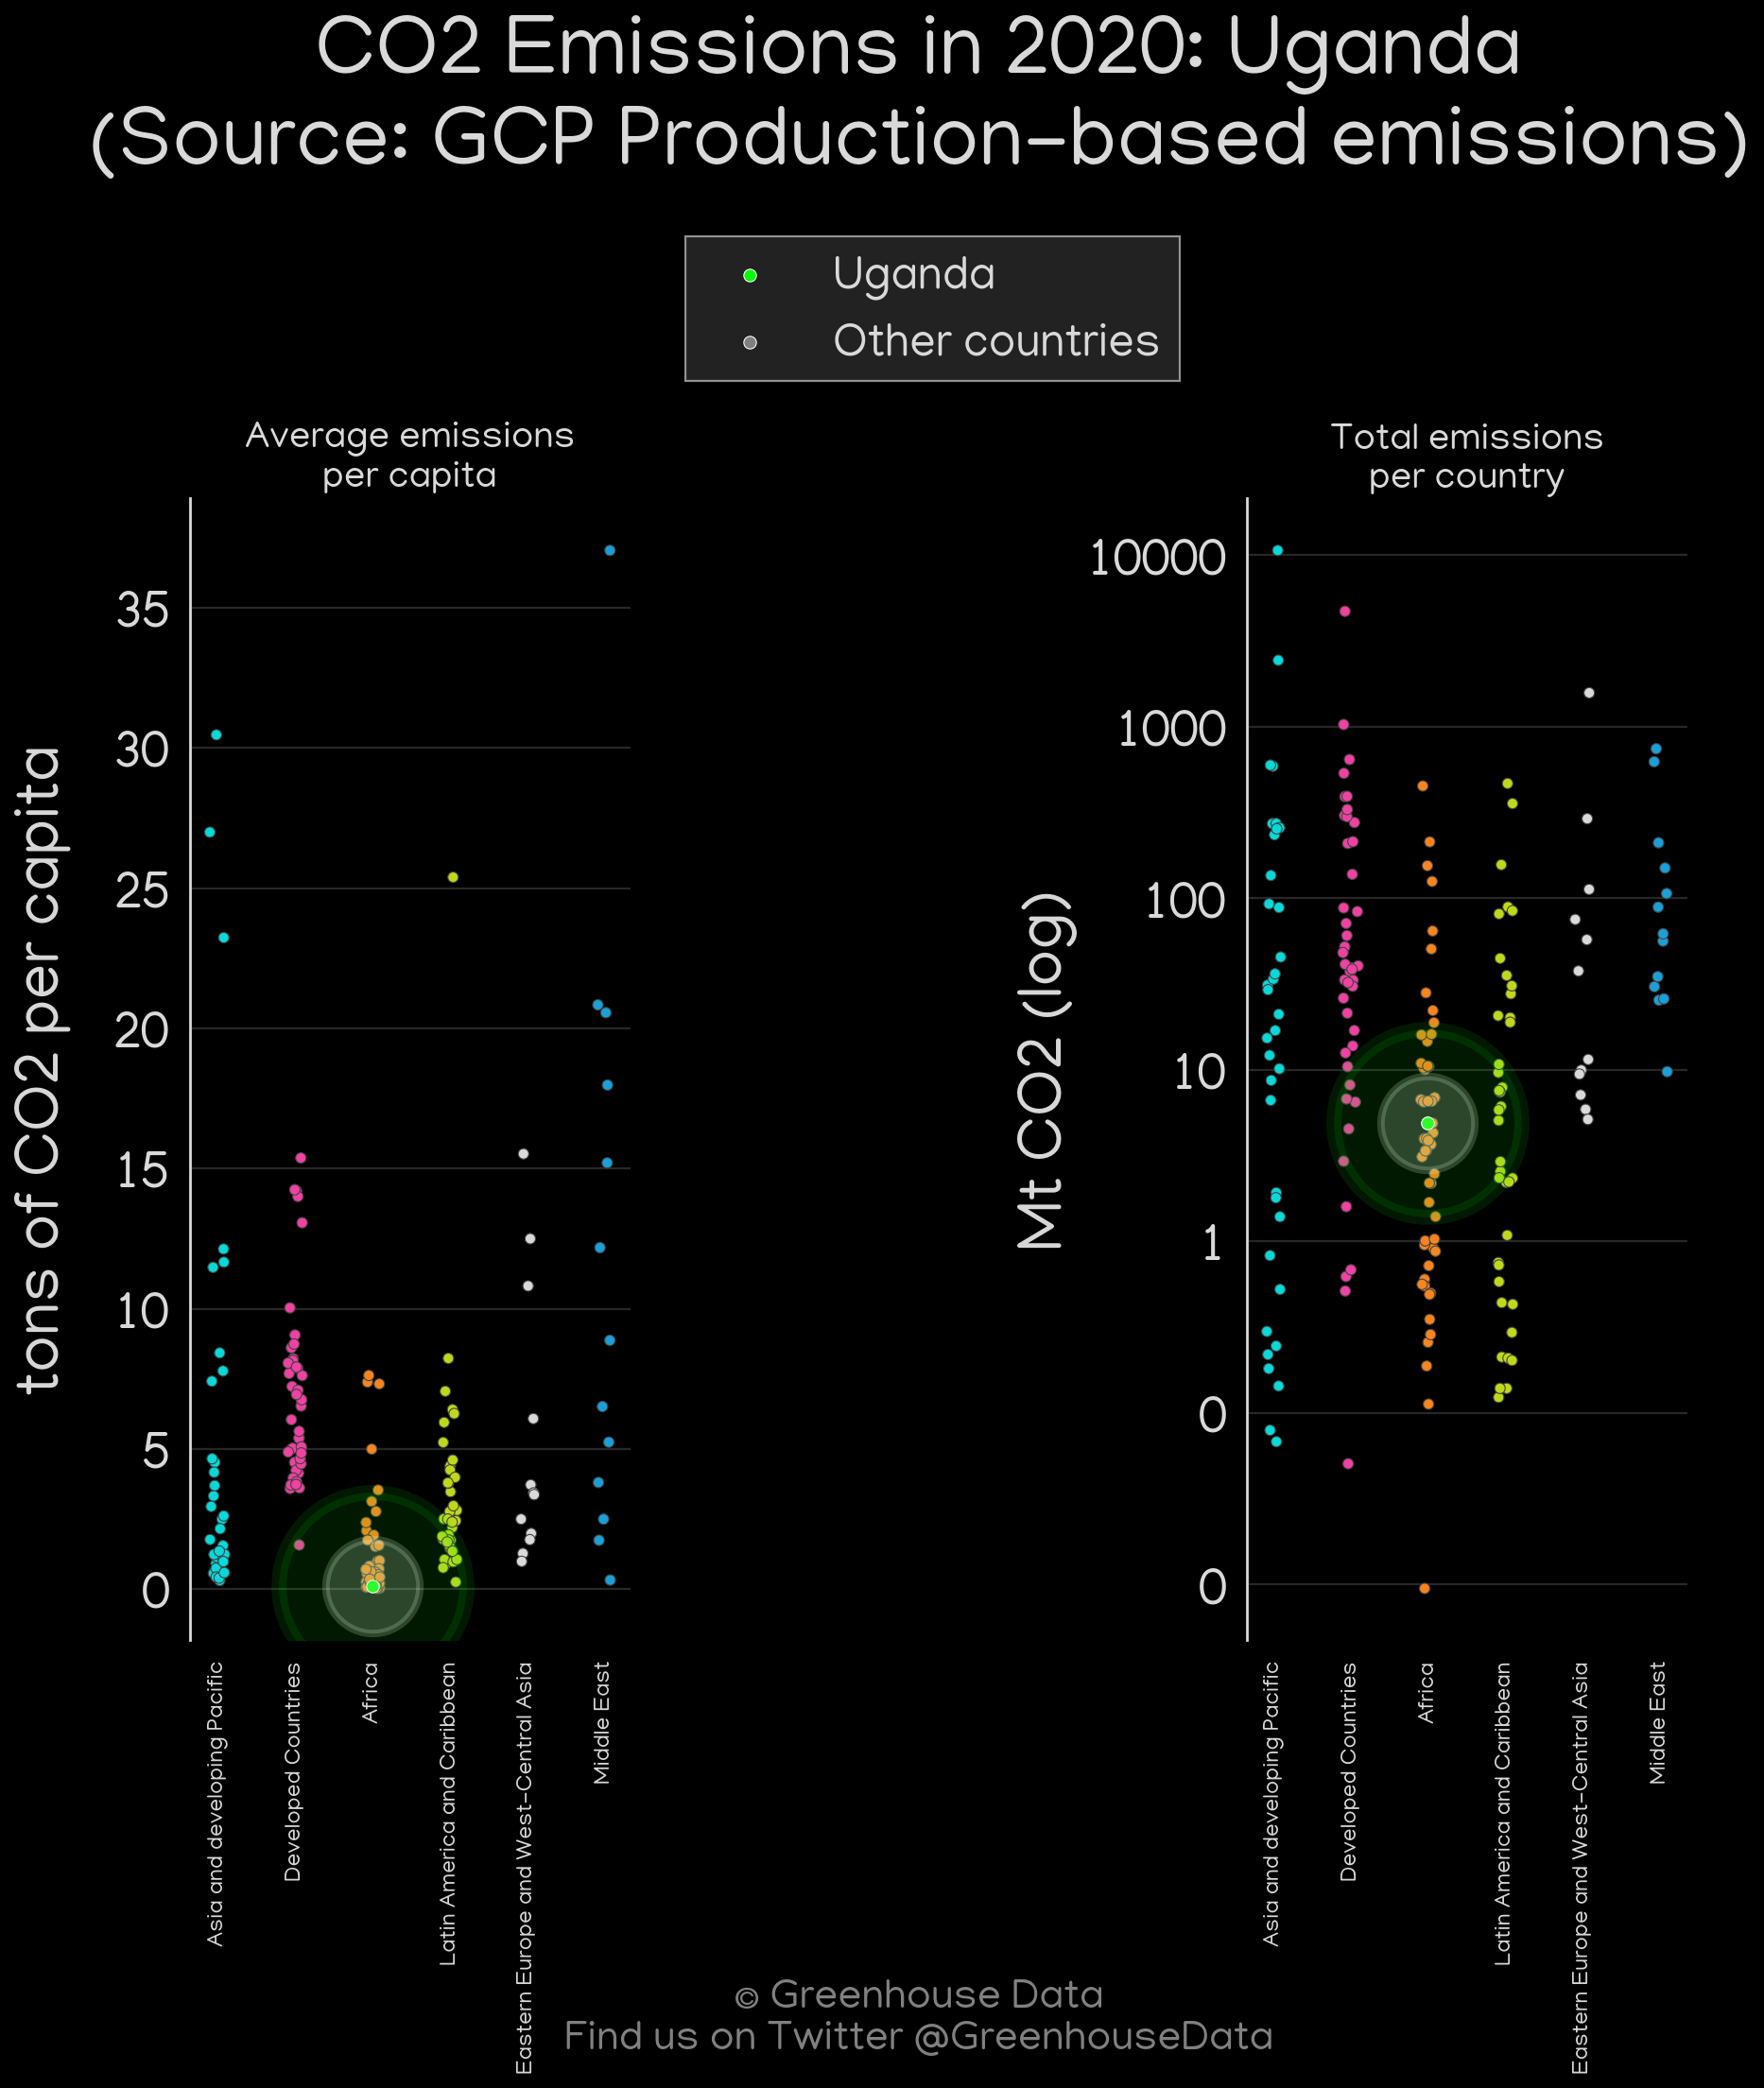 CO2 Emissions in 2020: Uganda
(Source: GCP Production-based emissions)
Uganda
Other countries
Average emissions
per capita
tons of CO2 per capita
35
30
25
20
15
10
5
0
Asia and developing Pacific
Developed Countries
Africa
Latin America and Caribbean
Eastern Europe and West-Central Asia
Middle East
Total emissions
per country
Mt CO2 (log)
10000
1000
100
10
1
0
0
Asia and developing Pacific
Developed Countries
Africa
Latin America and Caribbean
Eastern Europe and West-Central Asia
Middle East
© Greenhouse Data
Find us on Twitter @GreenhouseData